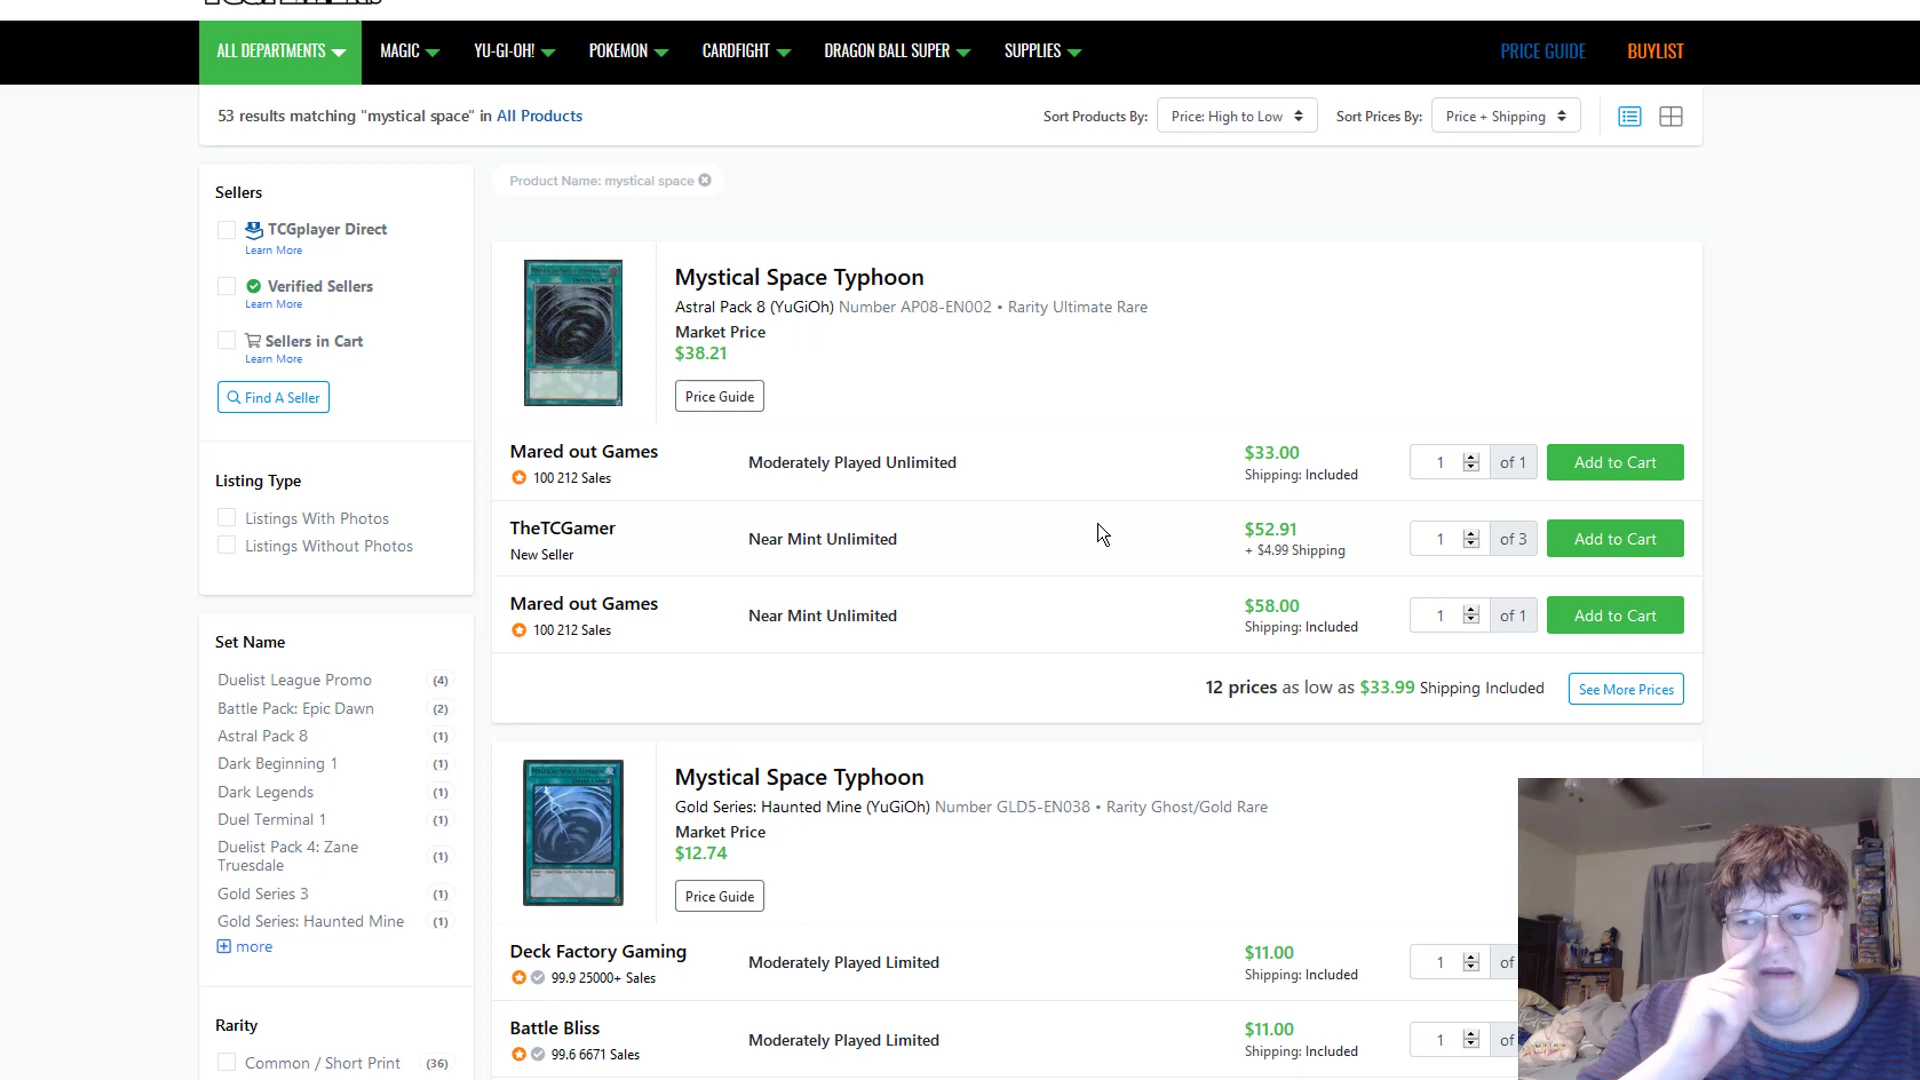 ALL DEPARTMENTS MAGIC YU-GI-OH! POKEMON CARDFIGHT DRAGON BALL SUPER SUPPLIES PRICE GUIDE BUYLIST
53 results matching "mystical space" in All Products
Sort Products By: Price: High to Low Sort Prices By: Price + Shipping
Product Name: mystical space
Sellers
TCGplayer Direct
Learn More
Verified Sellers
Learn More
Sellers in Cart
Learn More
Find A Seller
Listing Type
Listings With Photos
Listings Without Photos
Set Name
Duelist League Promo (4)
Battle Pack: Epic Dawn (2)
Astral Pack 8 (1)
Dark Beginning 1 (1)
Dark Legends (1)
Duel Terminal 1 (1)
Duelist Pack 4: Zane
Truesdale (1)
Gold Series 3 (1)
Gold Series: Haunted Mine (1)
more
Rarity
Common / Short Print (36)
Mystical Space Typhoon
Astral Pack 8 (YuGiOh) Number AP08-EN002 • Rarity Ultimate Rare
Market Price
$38.21
Price Guide
Mared out Games
100 212 Sales
Moderately Played Unlimited
$33.00
Shipping: Included
1 of 1 Add to Cart
TheTCGamer
New Seller
Near Mint Unlimited
$52.91
+ $4.99 Shipping
1 of 3 Add to Cart
Mared out Games
100 212 Sales
Near Mint Unlimited
$58.00
Shipping: Included
1 of 1 Add to Cart
12 prices as low as $33.99 Shipping Included See More Prices
Mystical Space Typhoon
Gold Series: Haunted Mine (YuGiOh) Number GLD5-EN038 • Rarity Ghost/Gold Rare
Market Price
$12.74
Price Guide
Deck Factory Gaming
99.9 25000+ Sales
Moderately Played Limited
$11.00
Shipping: Included
1 of
Battle Bliss
99.6 6671 Sales
Moderately Played Limited
$11.00
Shipping: Included
1 of